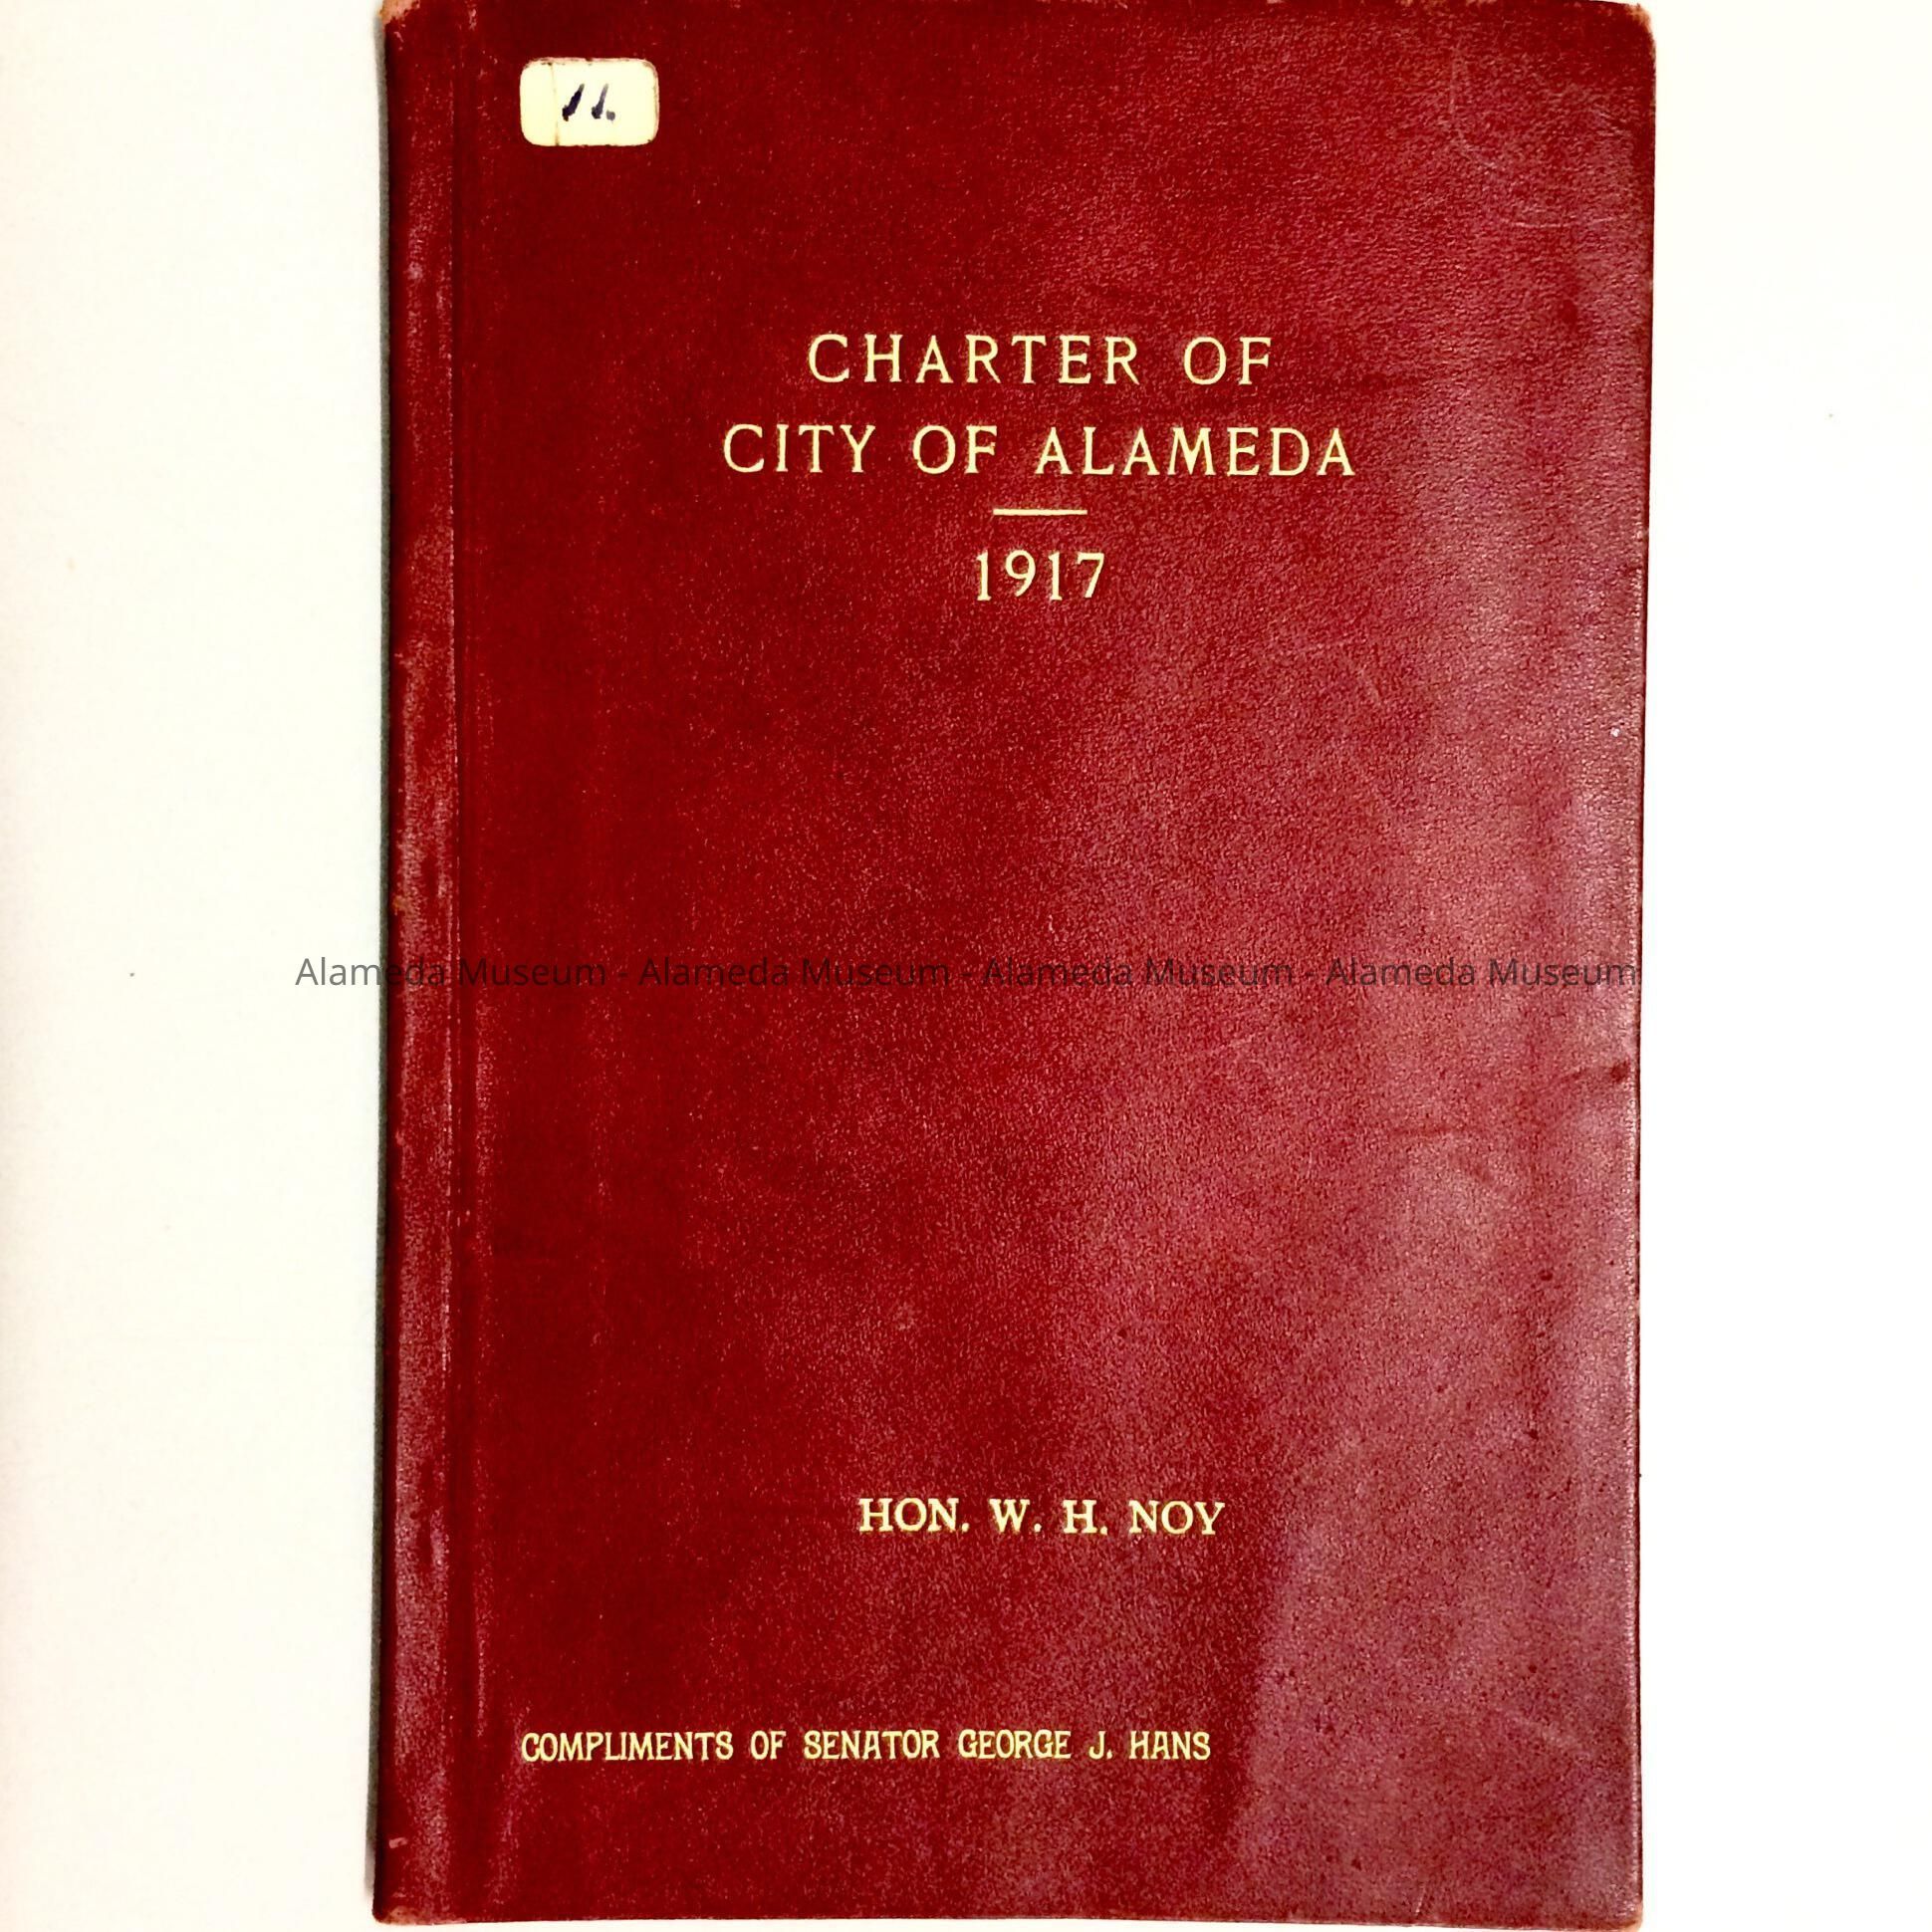 11.
CHARTER OF
CITY OF ALAMEDA
1917
Alameda Museum - Alameda Museum - Alameda Museum - Alameda Museum
HON. W. H. NOY
COMPLIMENTS OF SENATOR GEORGE J. HANS